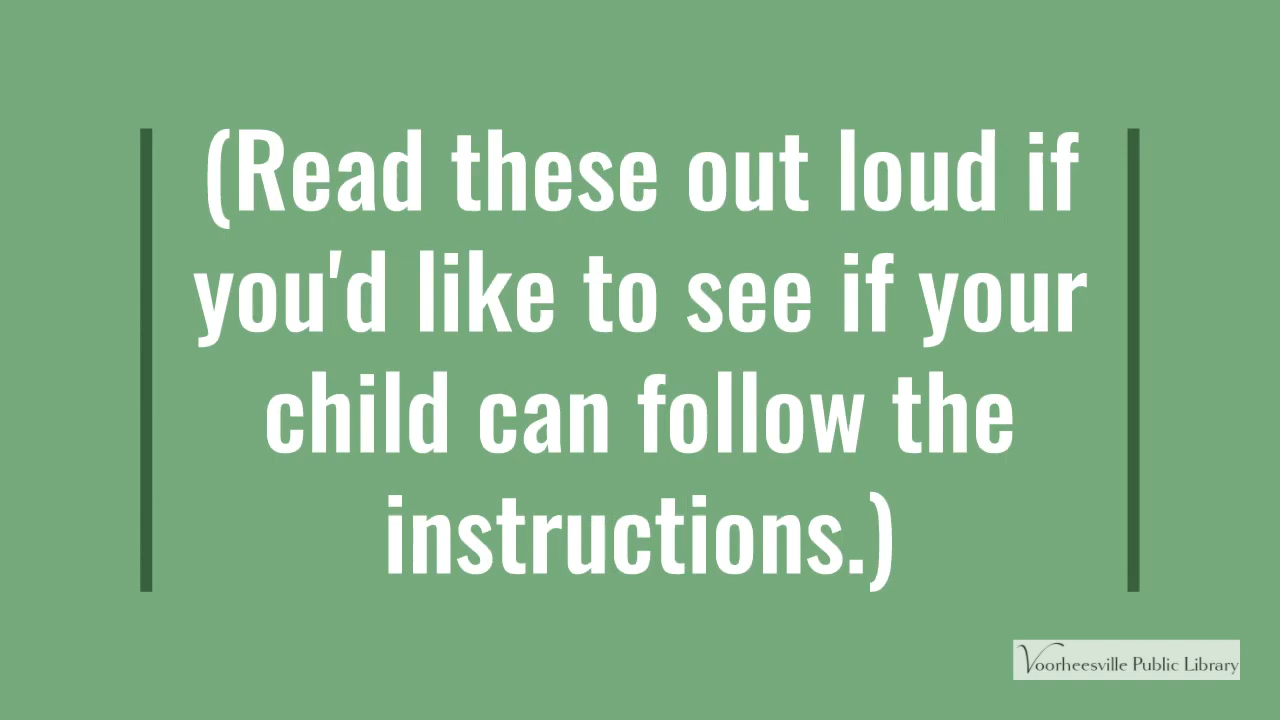 (Read these out loud if
you'd like to see if your
child can follow the
instructions.)
Voorheesville Public Library